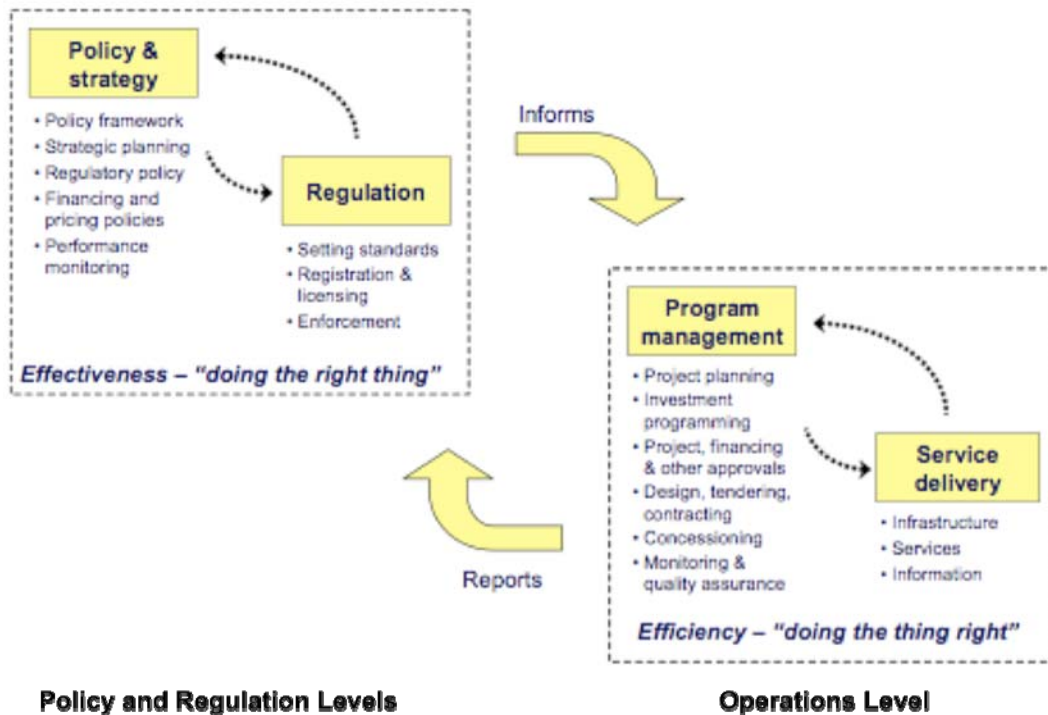 Policy &
strategy
• Policy framework
• Strategic planning
• Regulatory policy
• Financing and
pricing policies
• Performance
monitoring
Regulation
• Setting standards
• Registration &
licensing
• Enforcement
Effectiveness – "doing the right thing"
Informs
Program
management
• Project planning
• Investment
programming
• Project, financing
& other approvals
• Design, tendering,
contracting
• Concessioning
• Monitoring &
quality assurance
Service
delivery
• Infrastructure
• Services
• Information
Efficiency – "doing the thing right"
Reports
Policy and Regulation Levels
Operations Level